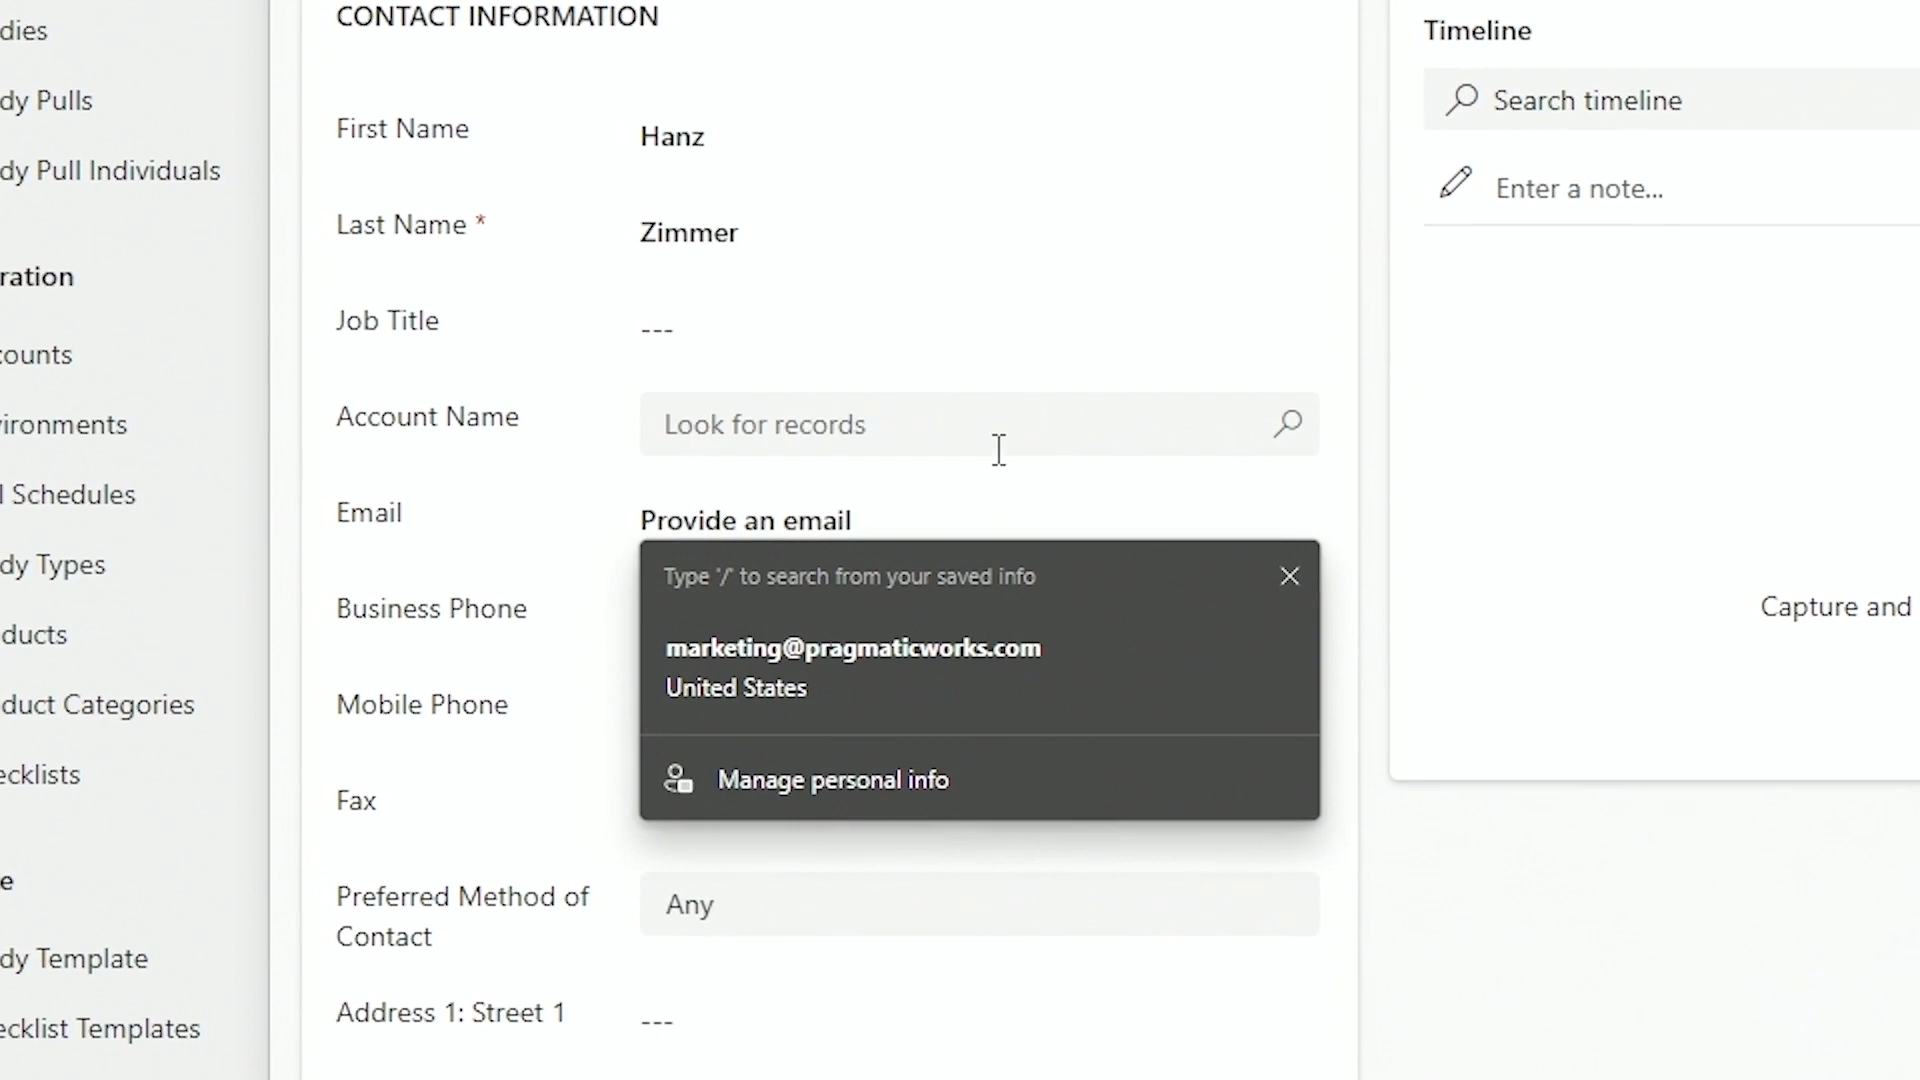 dies
dy Pulls
dy Pull Individuals
ration
counts
vironments
l Schedules
dy Types
ducts
duct Categories
ecklists
e
dy Template
ecklist Templates
CONTACT INFORMATION
First Name
Hanz
Last Name *
Zimmer
Job Title
---
Account Name
Look for records
Email
Provide an email
Type '/' to search from your saved info
marketing@pragmaticworks.com
United States
Manage personal info
Business Phone
Mobile Phone
Fax
Preferred Method of
Contact
Any
Address 1: Street 1
---
Timeline
Search timeline
Enter a note...
Capture and